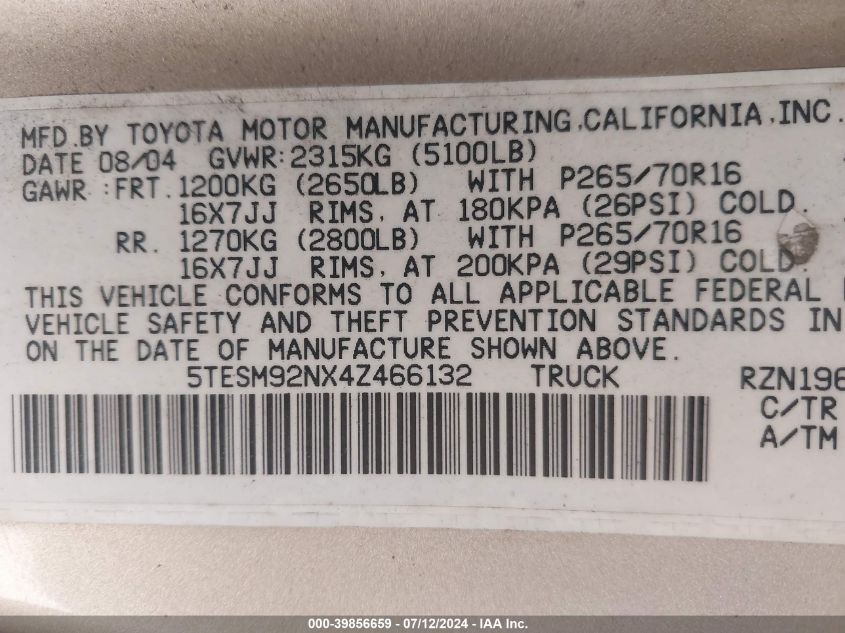 MFD.BY TOYOTA MOTOR MANUFACTURING,CALIFORNIA,INC.
DATE 08/04 GVWR:2315KG (5100LB)
GAWR :FRT.1200KG (2650LB) WITH P265/70R16
16X7JJ RIMS, AT 180KPA (26PSI) COLD.
RR. 1270KG (2800LB) WITH P265/70R16
16X7JJ RIMS, AT 200KPA (29PSI) COLD.
THIS VEHICLE CONFORMS TO ALL APPLICABLE FEDERAL
VEHICLE SAFETY AND THEFT PREVENTION STANDARDS IN
ON THE DATE OF MANUFACTURE SHOWN ABOVE.
5TESM92NX4Z466132 TRUCK RZN196
C/TR
A/TM
000-39856659 - 07/12/2024 - IAA Inc.